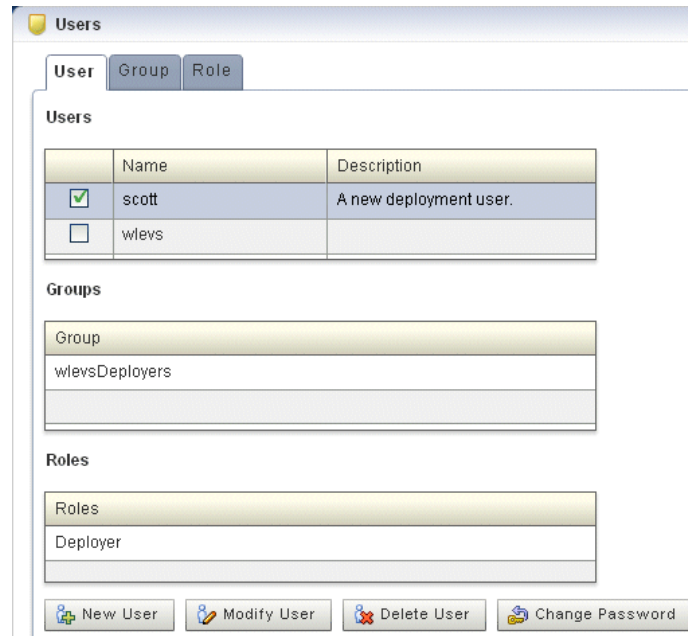 Users
User Group Role
Users
Name Description
scott A new deployment user.
wlevs
Groups
Group
wlevsDeployers
Roles
Roles
Deployer
New User Modify User Delete User Change Password